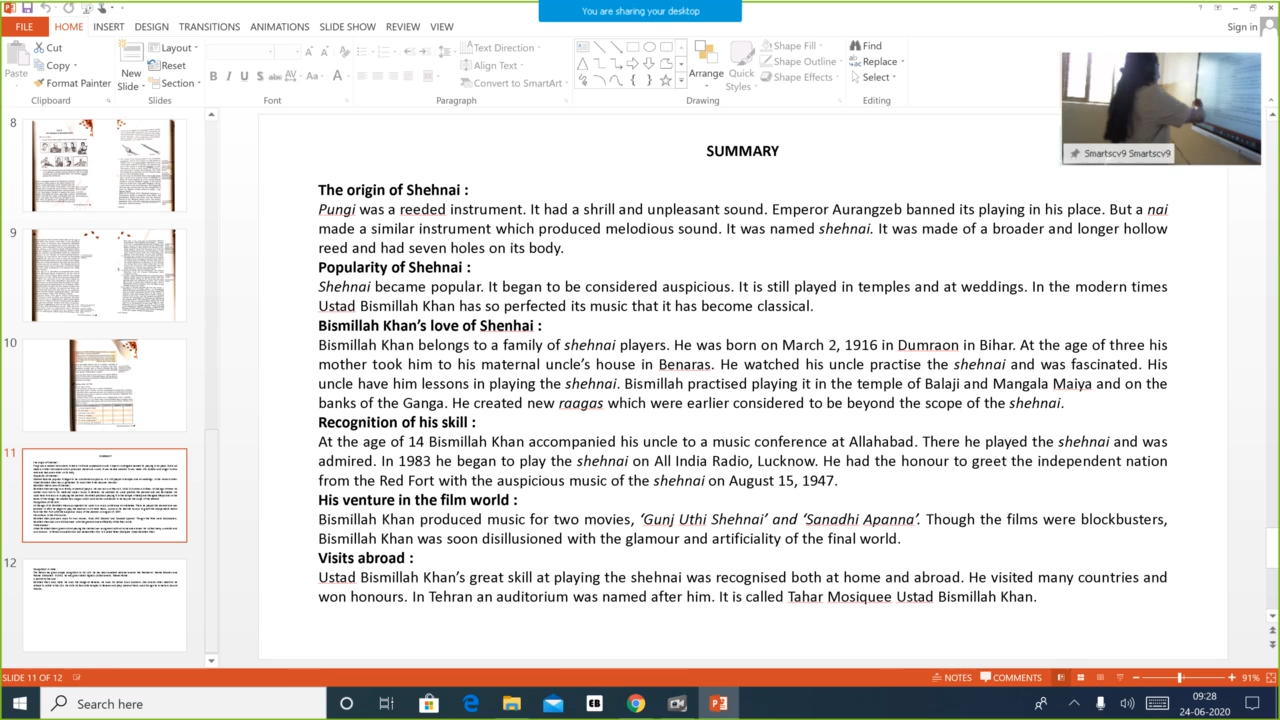 You are sharing your desktop
FILE HOME INSERT DESIGN TRANSITIONS ANIMATIONS SLIDE SHOW REVIEW VIEW
Sign in
Paste
Cut
Copy
Format Painter
Clipboard
New Slide
Layout
Reset
Section
Slides
Font
Text Direction
Align Text
Convert to SmartArt
Paragraph
Arrange
Quick Styles
Shape Fill
Shape Outline
Shape Effects
Drawing
Find
Replace
Select
Editing
Smartscv9 Smartscv9
8
9
10
11
12
SUMMARY
The origin of Shehnai :
Pungi was a reeded instrument. It had a shrill and unpleasant sound. Emperor Aurangzeb banned its playing in his place. But a nai
made a similar instrument which produced melodious sound. It was named shehnai. It was made of a broader and longer hollow
reed and had seven holes on its body.
Popularity of Shehnai :
Shehnai became popular. It began to be considered auspicious. It is still played in temples and at weddings. In the modern times
Ustad Bismillah Khan has so perfected its music that it has become classical.
Bismillah Khan's love of Shenhai :
Bismillah Khan belongs to a family of shehnai players. He was born on March 2, 1916 in Dumraon in Bihar. At the age of three his
mother took him to his maternal uncle's house in Benaras. He watched his uncle practise the shehnai and was fascinated. His
uncle have him lessons in playing the shehnai. Bismillah practised playing it in the temple of Balaji and Mangala Maiya and on the
banks of the Ganga. He created new raagas which were earlier considered to be beyond the scope of the shehnai.
Recognition of his skill :
At the age of 14 Bismillah Khan accompanied his uncle to a music conference at Allahabad. There he played the shehnai and was
admired. In 1983 he began to play the shehnai on All India Radio, Lucknow. He had the honour to greet the independent nation
from the Red Fort with his auspicious music of the shehnai on August 15, 1947.
His venture in the film world :
Bismillah Khan produced music for two movies, 'Gunj Uthi Shehnai' and 'Sanadhi Apanna'. Though the films were blockbusters,
Bismillah Khan was soon disillusioned with the glamour and artificiality of the final world.
Visits abroad :
Ustad Bismillah Khan's great skill at playing the shehnai was recognized both at home and abroad. He visited many countries and
won honours. In Tehran an auditorium was named after him. It is called Tahar Mosiquee Ustad Bismillah Khan.
SLIDE 11 OF 12
NOTES
COMMENTS
91%
Search here
09:28
24-06-2020